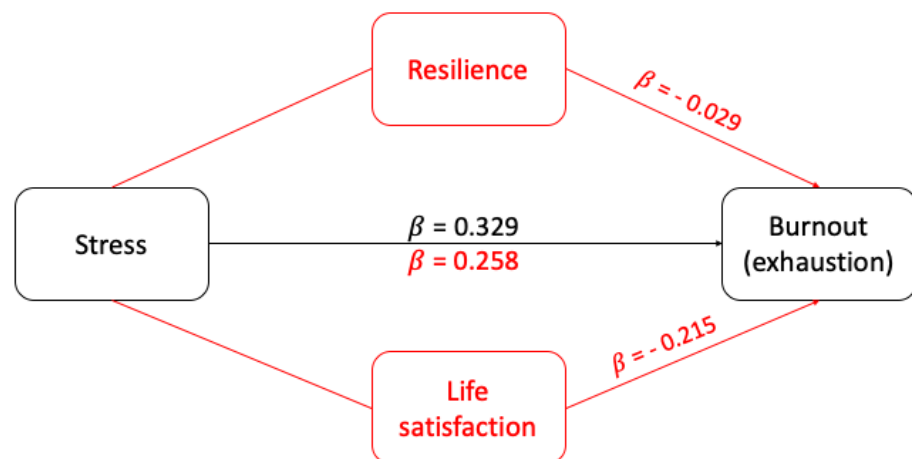 Resilience
β = - 0.029
Stress
β = 0.329
β = 0.258
Burnout
(exhaustion)
β = - 0.215
Life
satisfaction